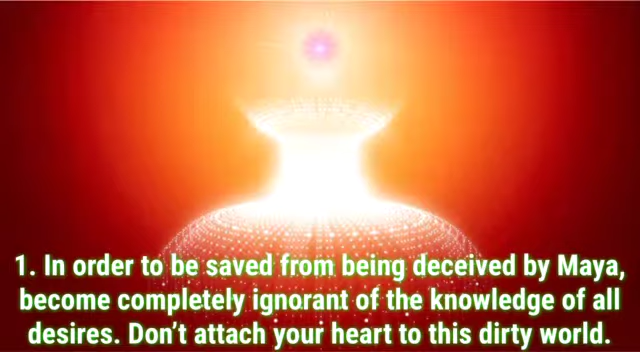 1. In order to be saved from being deceived by Maya,
become completely ignorant of the knowledge of all
desires. Don’t attach your heart to this dirty world.